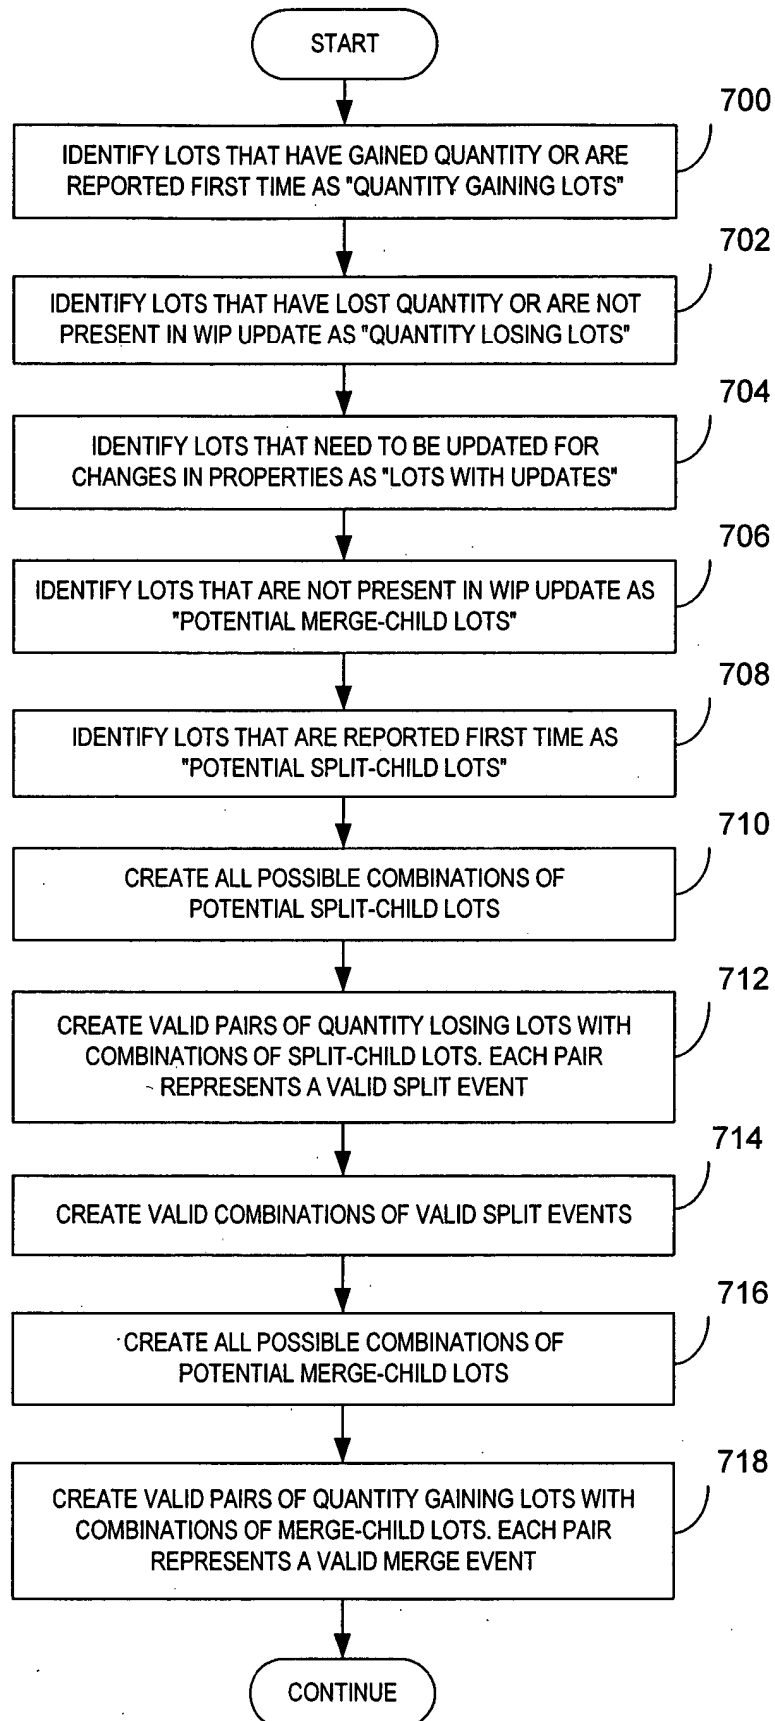 START
700
IDENTIFY LOTS THAT HAVE GAINED QUANTITY OR ARE
REPORTED FIRST TIME AS "QUANTITY GAINING LOTS"
702
IDENTIFY LOTS THAT HAVE LOST QUANTITY OR ARE NOT
PRESENT IN WIP UPDATE AS "QUANTITY LOSING LOTS"
704
IDENTIFY LOTS THAT NEED TO BE UPDATED FOR
CHANGES IN PROPERTIES AS "LOTS WITH UPDATES"
706
IDENTIFY LOTS THAT ARE NOT PRESENT IN WIP UPDATE AS
"POTENTIAL MERGE-CHILD LOTS"
708
IDENTIFY LOTS THAT ARE REPORTED FIRST TIME AS
"POTENTIAL SPLIT-CHILD LOTS"
710
CREATE ALL POSSIBLE COMBINATIONS OF
POTENTIAL SPLIT-CHILD LOTS
712
CREATE VALID PAIRS OF QUANTITY LOSING LOTS WITH
COMBINATIONS OF SPLIT-CHILD LOTS. EACH PAIR
REPRESENTS A VALID SPLIT EVENT
714
CREATE VALID COMBINATIONS OF VALID SPLIT EVENTS
716
CREATE ALL POSSIBLE COMBINATIONS OF
POTENTIAL MERGE-CHILD LOTS
718
CREATE VALID PAIRS OF QUANTITY GAINING LOTS WITH
COMBINATIONS OF MERGE-CHILD LOTS. EACH PAIR
REPRESENTS A VALID MERGE EVENT
CONTINUE